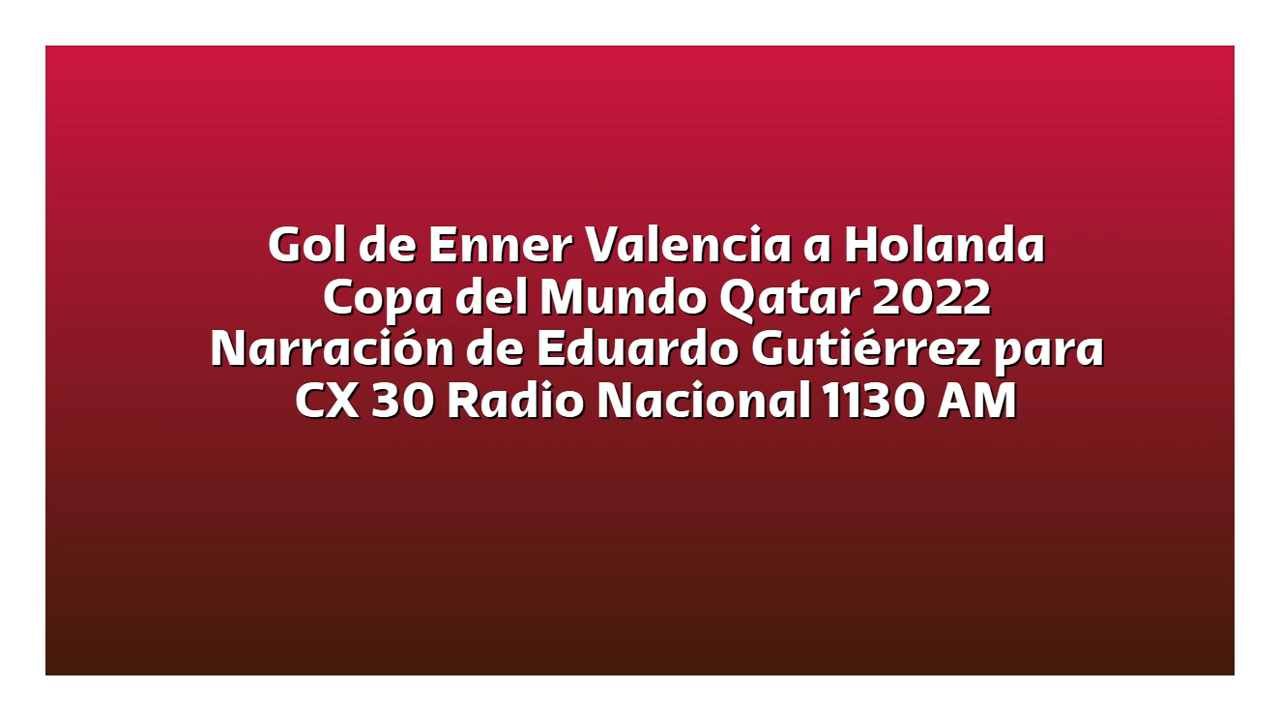 Gol de Enner Valencia a Holanda
Copa del Mundo Qatar 2022
Narración de Eduardo Gutiérrez para
CX 30 Radio Nacional 1130 AM